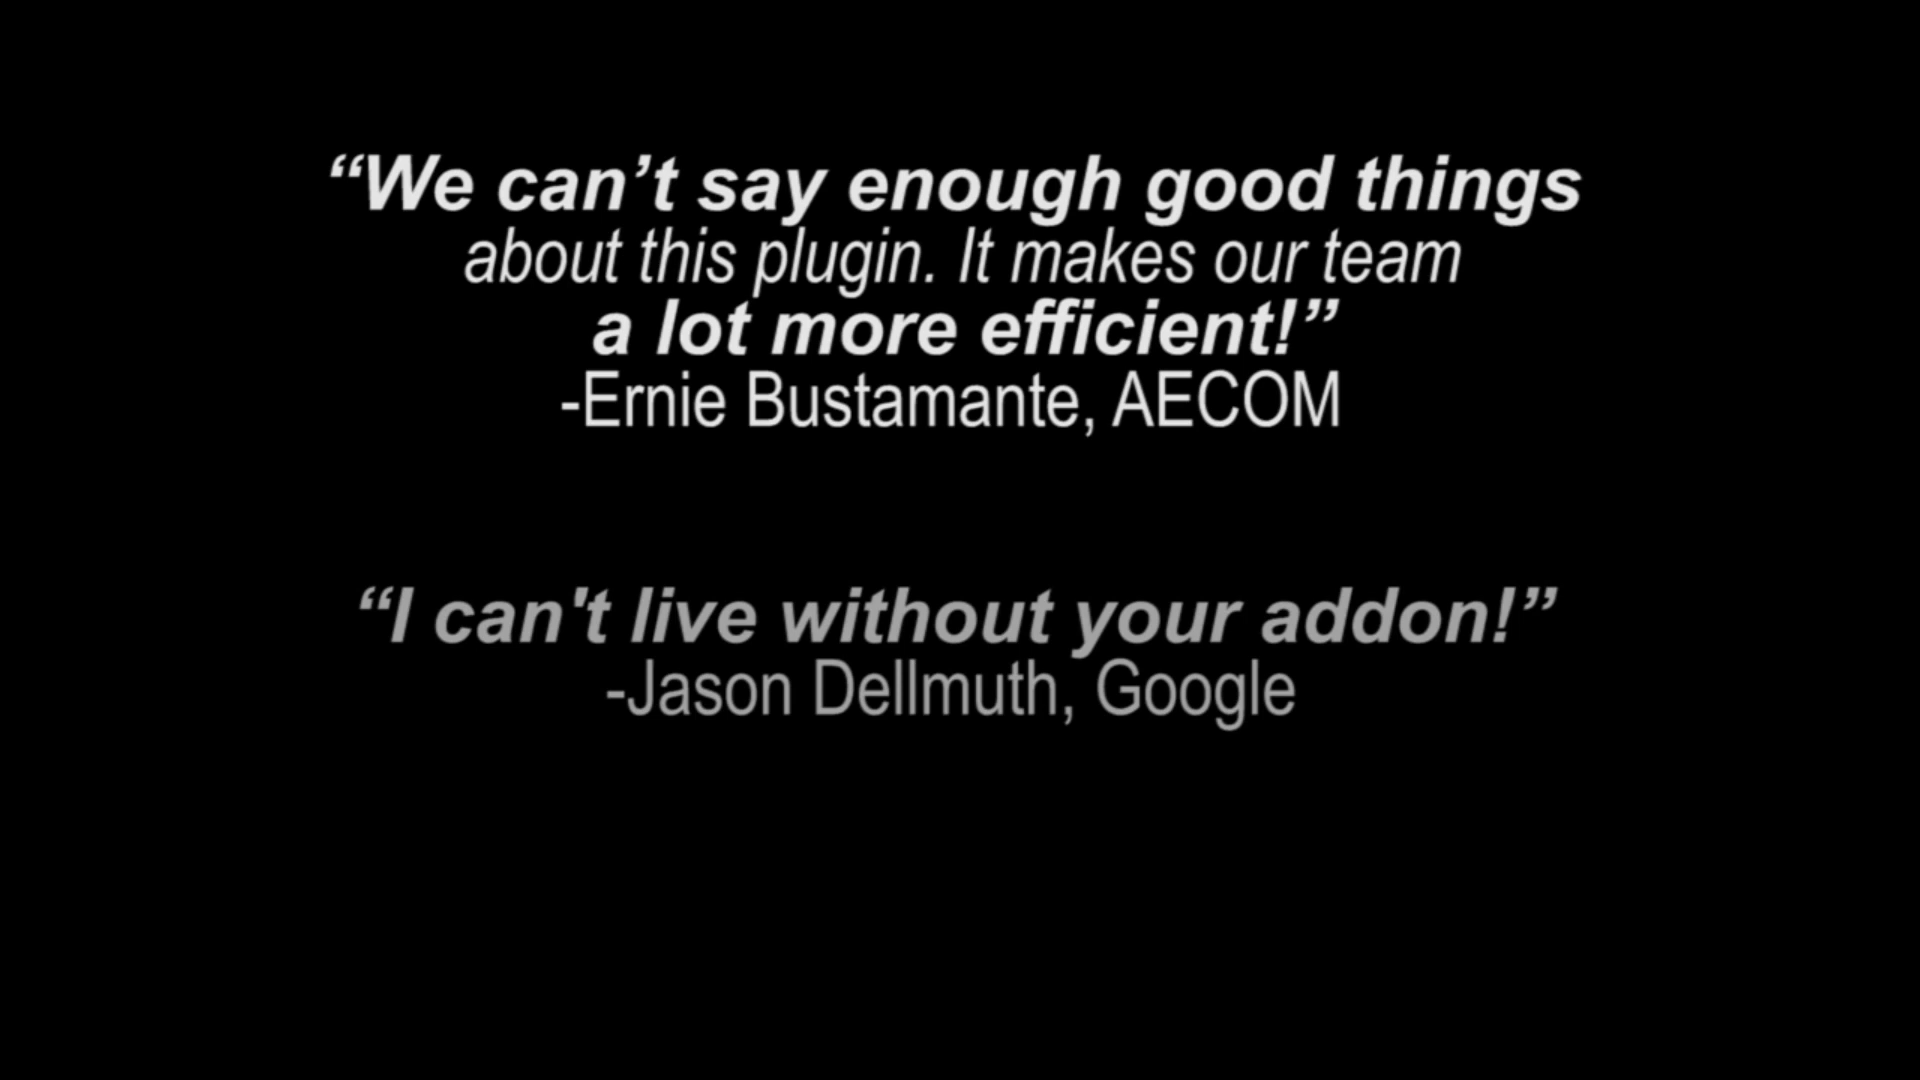 “We can’t say enough good things
about this plugin. It makes our team
a lot more efficient!”
-Ernie Bustamante, AECOM
“I can't live without your addon!”
-Jason Dellmuth, Google